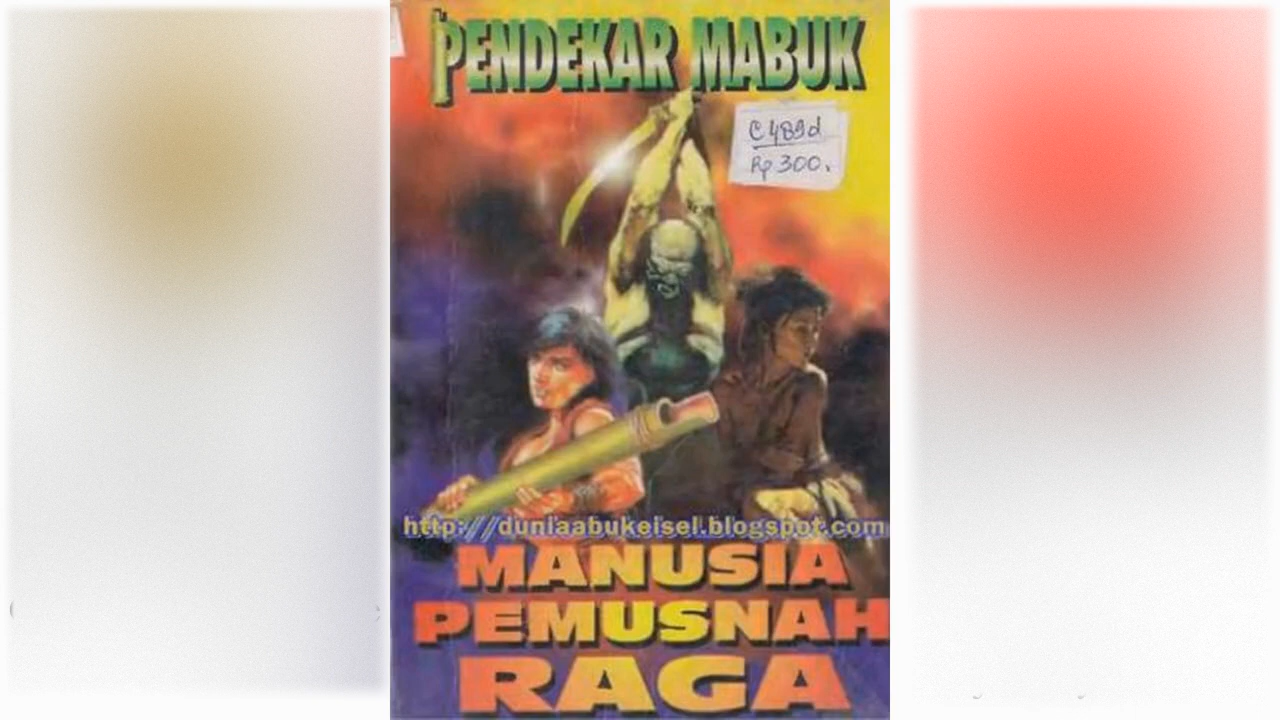 PENDEKAR MABUK
C489d
Rp 300.
http://duniaabukeisel.blogspot.com
MANUSIA
PEMUSNAH
RAGA